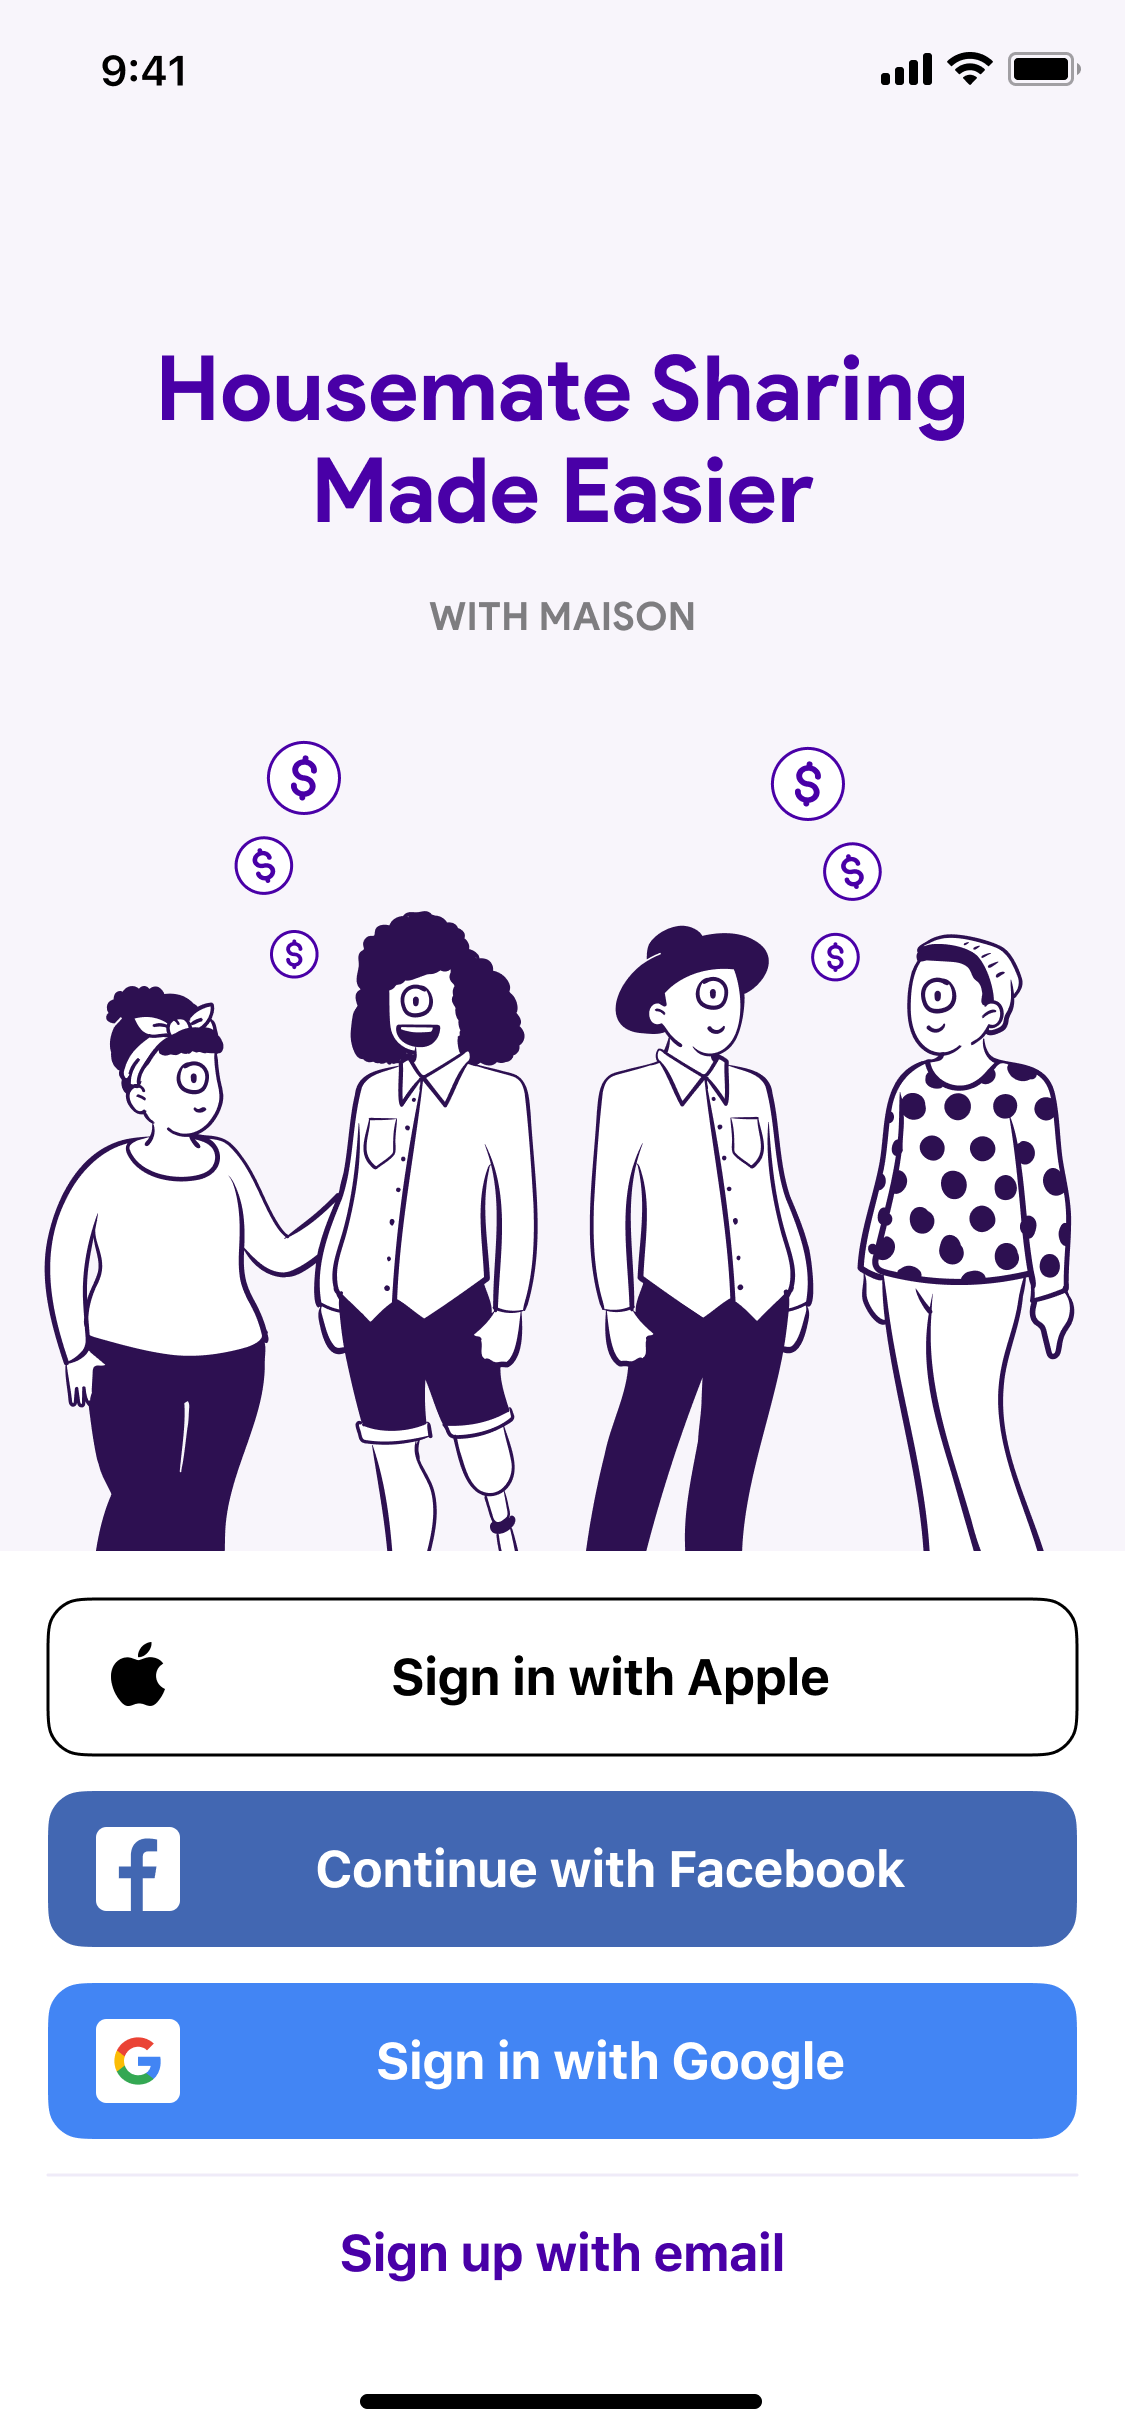 9:41
Housemate Sharing
Made Easier
WITH MAISON
$ $
$ $
$ $
Sign in with Apple
Continue with Facebook
Sign in with Google
Sign up with email